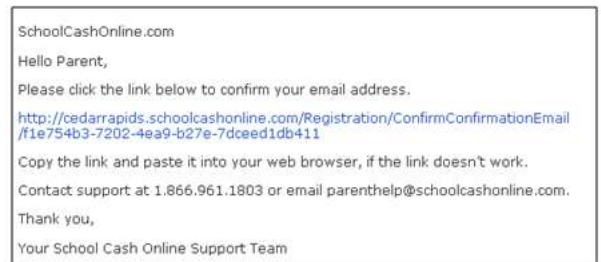 SchoolCashOnline.com
Hello Parent,
Please click the link below to confirm your email address.
http://cedarrapids.schoolcashonline.com/Registration/ConfirmConfirmationEmail
/f1e754b3-7202-4ea9-b27e-7dceed1db411
Copy the link and paste it into your web browser, if the link doesn't work.
Contact support at 1.866.961.1803 or email parenthelp@schoolcashonline.com.
Thank you,
Your School Cash Online Support Team